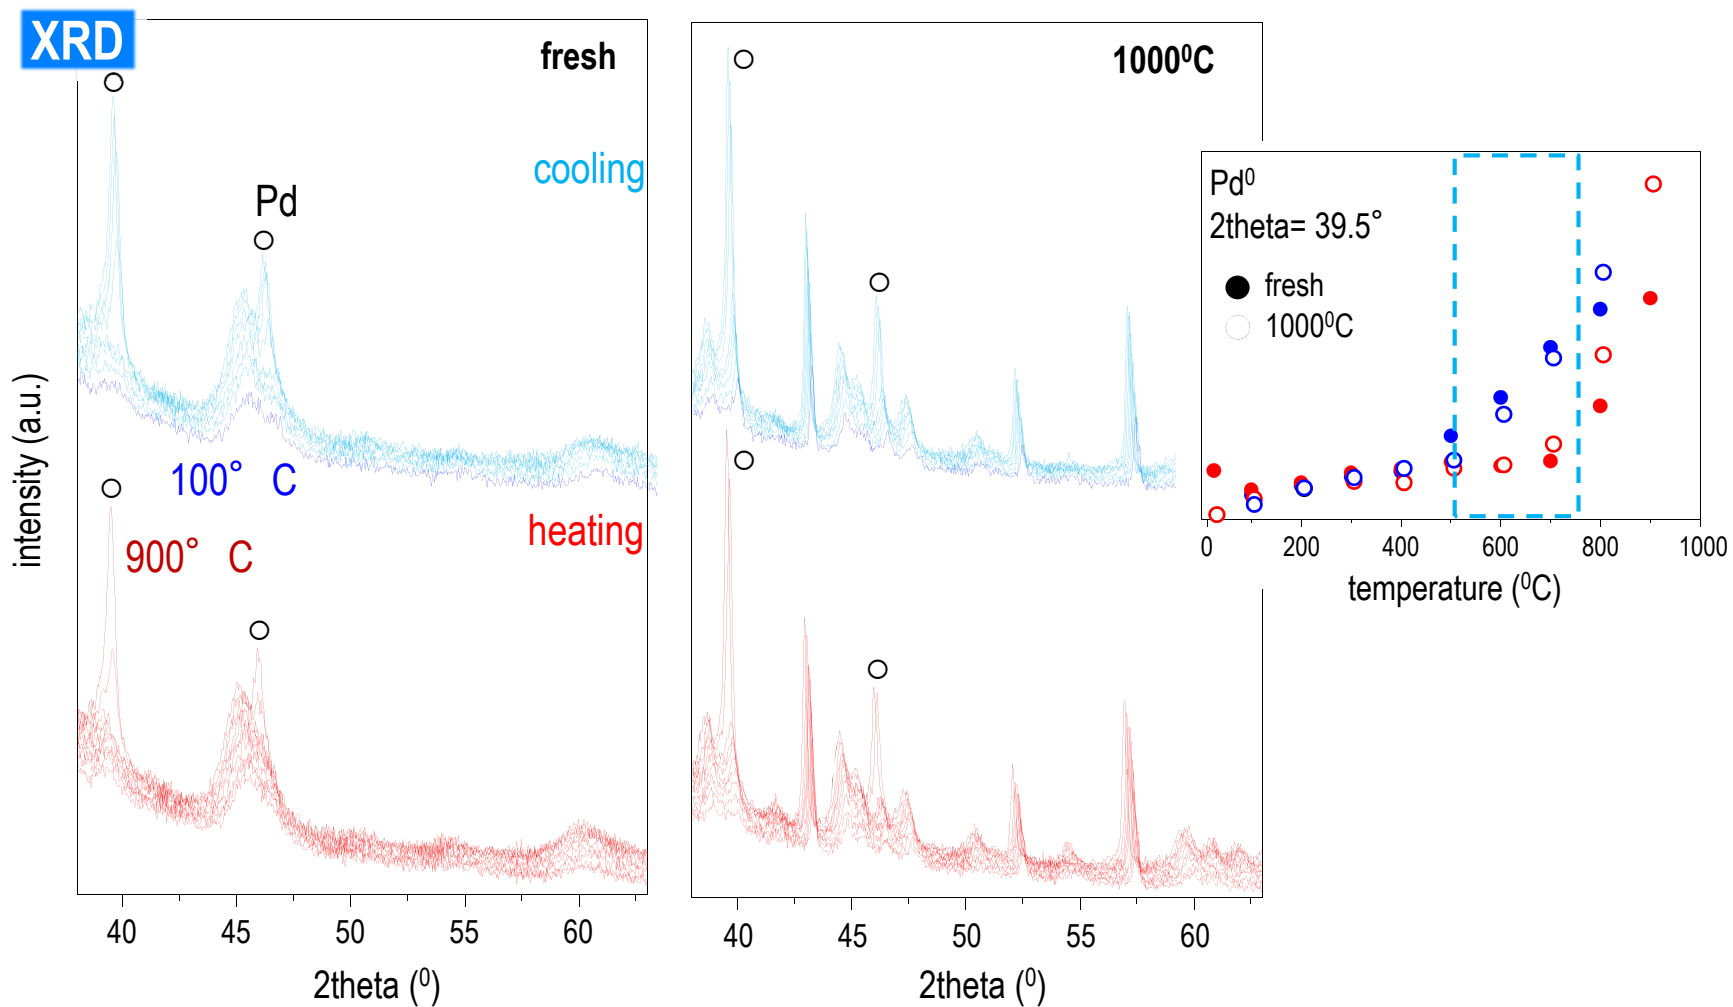 XRD
fresh
cooling
Pd
100° C
900° C
heating
intensity (a.u.)
40 45 50 55 60
2theta (⁰)
1000⁰C
40 45 50 55 60
2theta (⁰)
Pd⁰
2theta= 39.5°
fresh
1000⁰C
0 200 400 600 800 1000
temperature (⁰C)